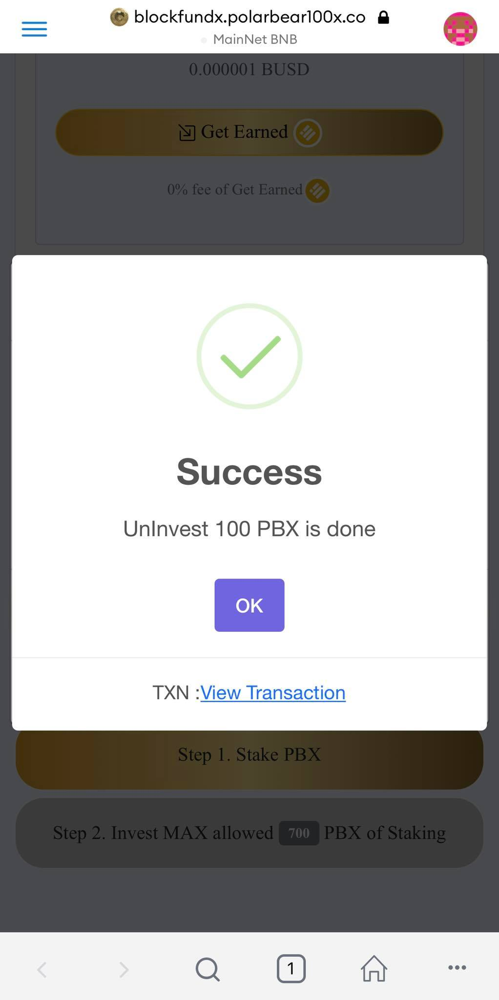 blockfundx.polarbear100x.co
MainNet BNB
0.000001 BUSD
Get Earned
0% fee of Get Earned
Success
UnInvest 100 PBX is done
OK
TXN :View Transaction
Step 1. Stake PBX
Step 2. Invest MAX allowed 700 PBX of Staking
1